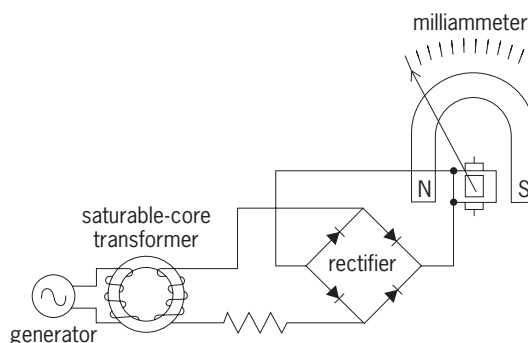 milliammeter
N
S
saturable-core
transformer
rectifier
generator